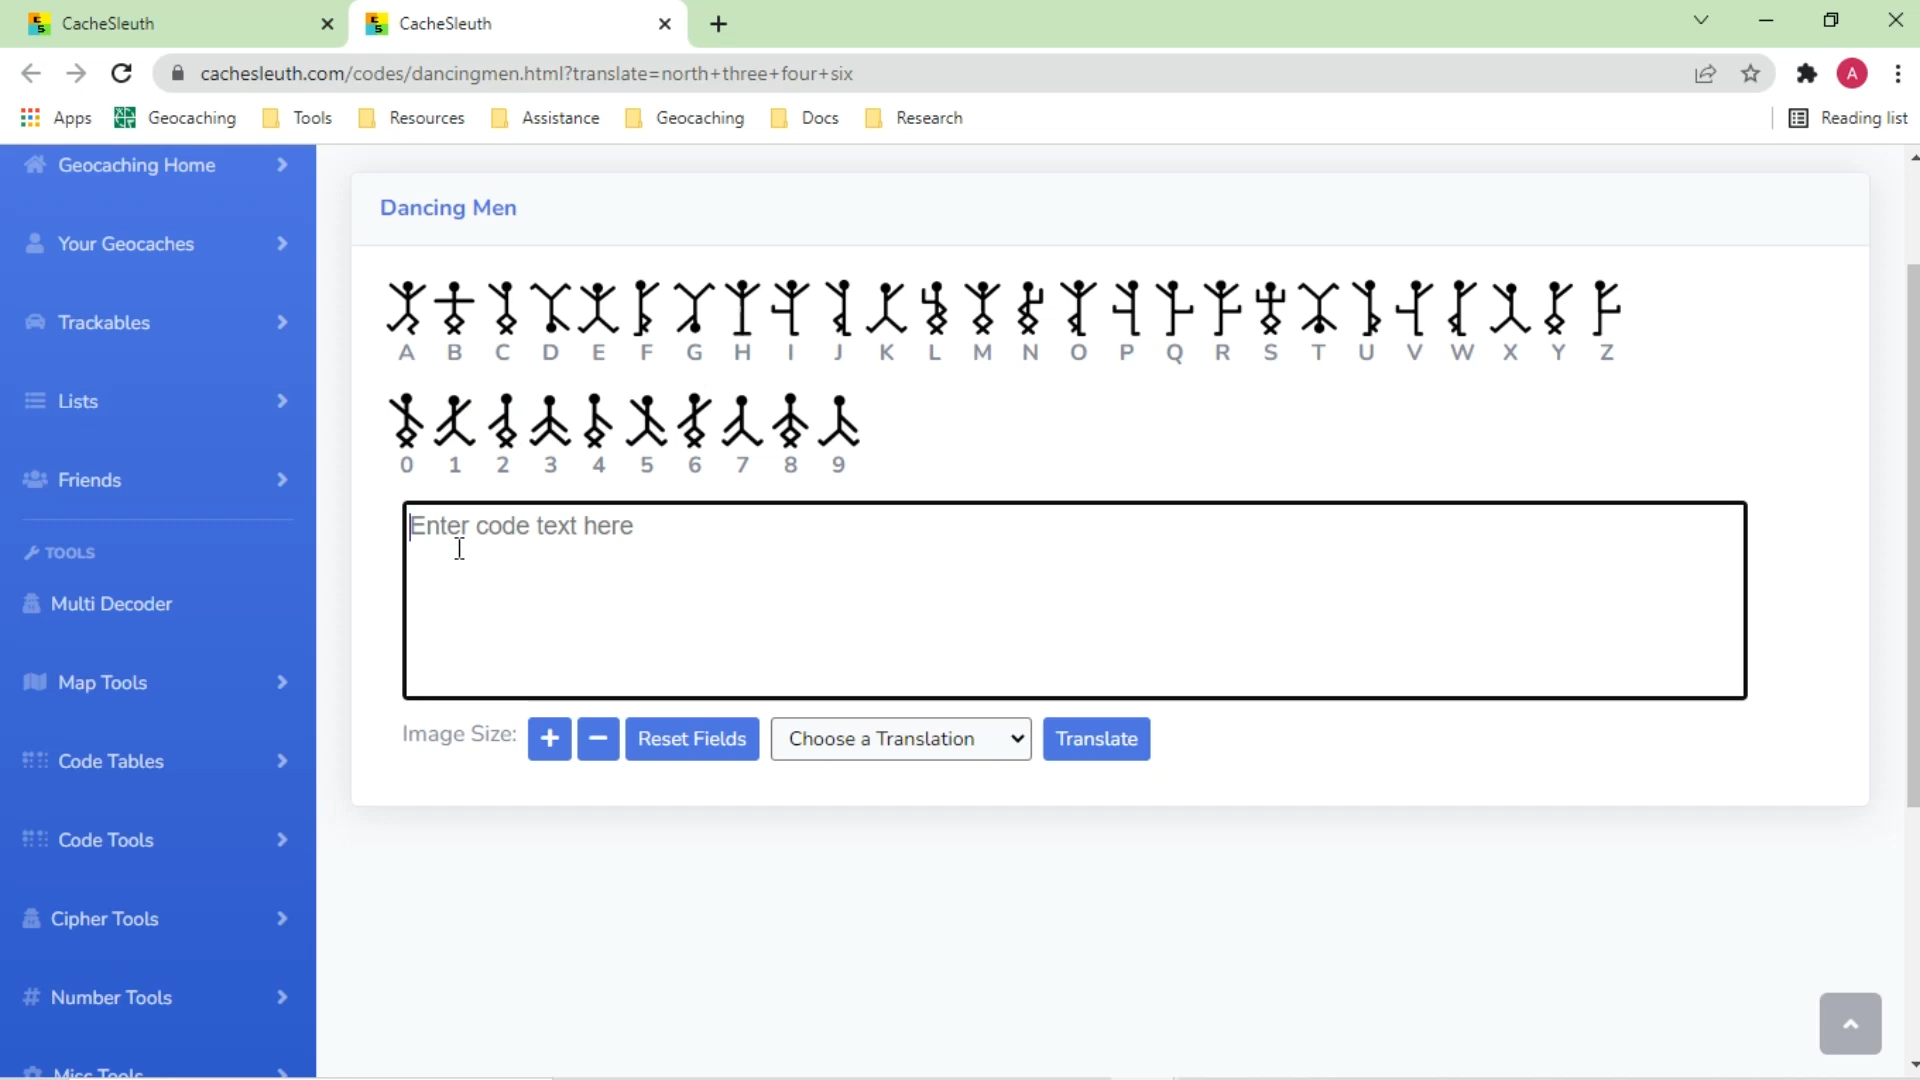 CacheSleuth
CacheSleuth
cachesleuth.com/codes/dancingmen.html?translate=north+three+four+six
A
Apps
Geocaching
Tools
Resources
Assistance
Geocaching
Docs
Research
Reading list
Geocaching Home
Your Geocaches
Trackables
Lists
Friends
TOOLS
Multi Decoder
Map Tools
Code Tables
Code Tools
Cipher Tools
Number Tools
Misc Tools
Dancing Men
A B C D E F G H I J K L M N O P Q R S T U V W X Y Z
0 1 2 3 4 5 6 7 8 9
Enter code text here
Image Size: + − Reset Fields Choose a Translation Translate